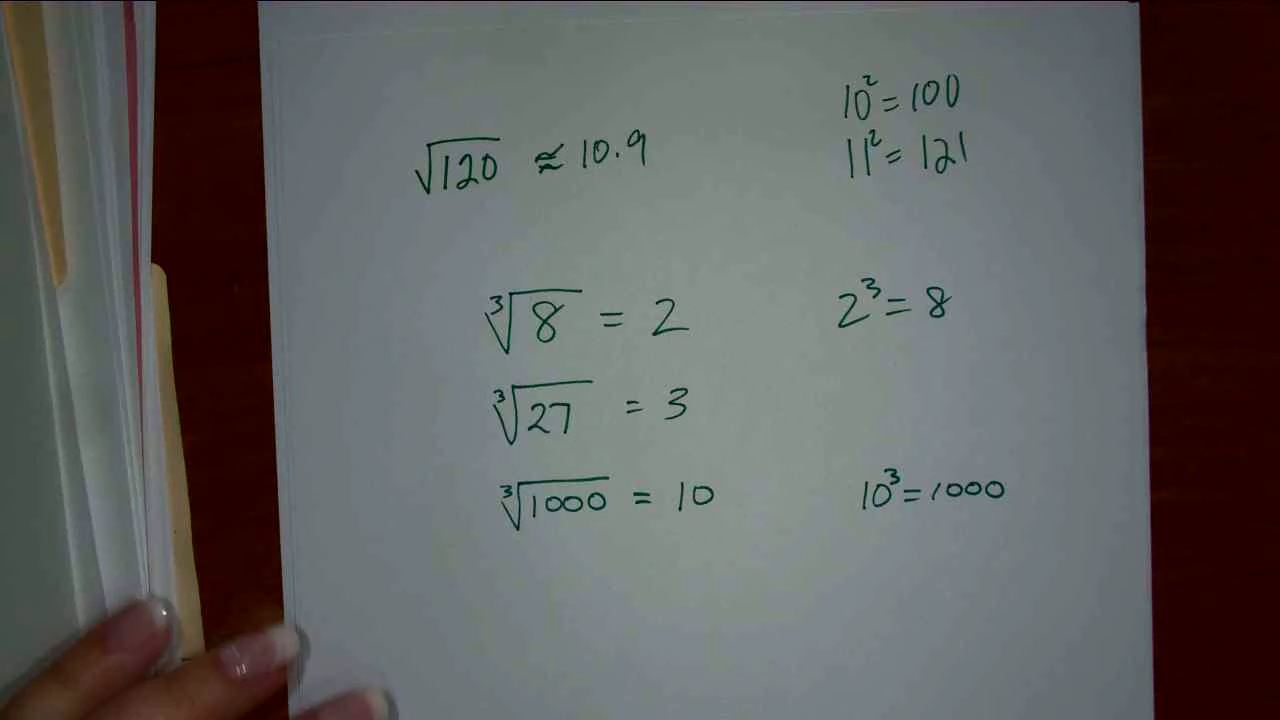 √120 ≈ 10.9
10² = 100
11² = 121
∛8 = 2
2³ = 8
∛27 = 3
∛1000 = 10
10³ = 1000